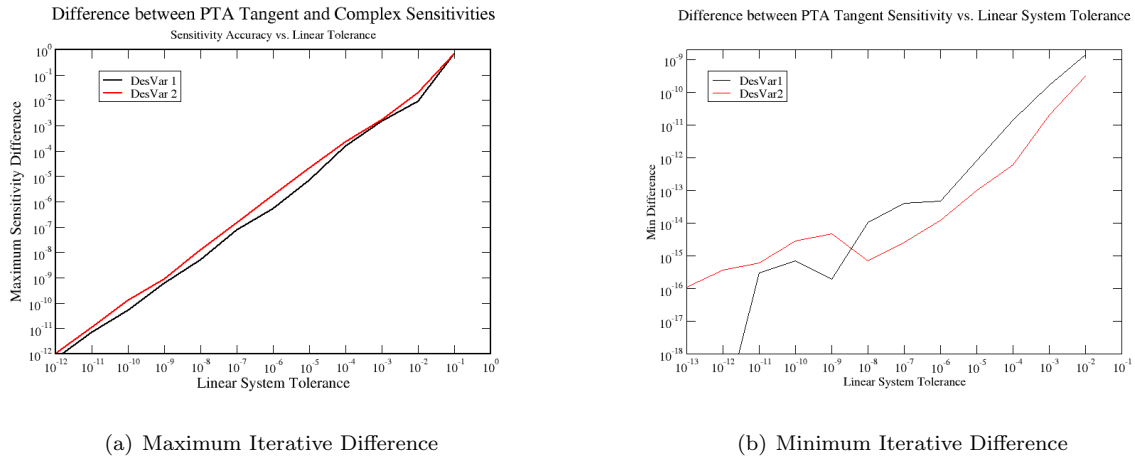 Difference between PTA Tangent and Complex Sensitivities
Sensitivity Accuracy vs. Linear Tolerance
DesVar 1
DesVar 2
Maximum Sensitivity Difference
10^0
10^-1
10^-2
10^-3
10^-4
10^-5
10^-6
10^-7
10^-8
10^-9
10^-10
10^-11
10^-12
10^-12 10^-11 10^-10 10^-9 10^-8 10^-7 10^-6 10^-5 10^-4 10^-3 10^-2 10^-1 10^0
Linear System Tolerance
(a) Maximum Iterative Difference
Difference between PTA Tangent Sensitivity vs. Linear System Tolerance
DesVar1
DesVar2
Min Difference
10^-9
10^-10
10^-11
10^-12
10^-13
10^-14
10^-15
10^-16
10^-17
10^-18
10^-13 10^-12 10^-11 10^-10 10^-9 10^-8 10^-7 10^-6 10^-5 10^-4 10^-3 10^-2 10^-1
Linear System Tolerance
(b) Minimum Iterative Difference